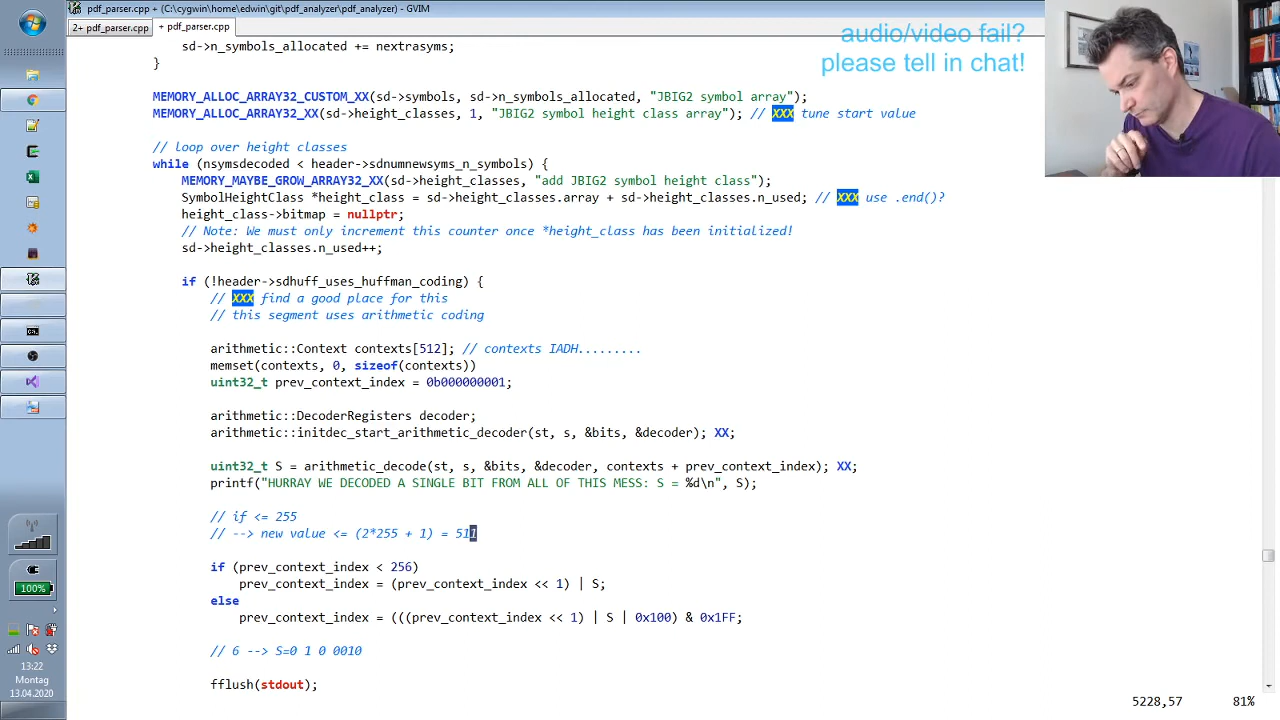 pdf_parser.cpp + (C:\cygwin\home\edwin\git\pdf_analyzer\pdf_analyzer) - GVIM
2+ pdf_parser.cpp
+ pdf_parser.cpp
audio/video fail?
please tell in chat!
sd->n_symbols_allocated += nextrasyms;
}
MEMORY_ALLOC_ARRAY32_CUSTOM_XX(sd->symbols, sd->n_symbols_allocated, "JBIG2 symbol array");
MEMORY_ALLOC_ARRAY32_XX(sd->height_classes, 1, "JBIG2 symbol height class array"); // XXX tune start value
// loop over height classes
while (nsymsdecoded < header->sdnumnewsyms_n_symbols) {
MEMORY_MAYBE_GROW_ARRAY32_XX(sd->height_classes, "add JBIG2 symbol height class");
SymbolHeightClass *height_class = sd->height_classes.array + sd->height_classes.n_used; // XXX use .end()?
height_class->bitmap = nullptr;
// Note: We must only increment this counter once *height_class has been initialized!
sd->height_classes.n_used++;
if (!header->sdhuff_uses_huffman_coding) {
// XXX find a good place for this
// this segment uses arithmetic coding
arithmetic::Context contexts[512]; // contexts IADH.........
memset(contexts, 0, sizeof(contexts))
uint32_t prev_context_index = 0b000000001;
arithmetic::DecoderRegisters decoder;
arithmetic::initdec_start_arithmetic_decoder(st, s, &bits, &decoder); XX;
uint32_t S = arithmetic_decode(st, s, &bits, &decoder, contexts + prev_context_index); XX;
printf("HURRAY WE DECODED A SINGLE BIT FROM ALL OF THIS MESS: S = %d\n", S);
// if <= 255
// --> new value <= (2*255 + 1) = 511
if (prev_context_index < 256)
prev_context_index = (prev_context_index << 1) | S;
else
prev_context_index = (((prev_context_index << 1) | S | 0x100) & 0x1FF;
// 6 --> S=0 1 0 0010
fflush(stdout);
5228,57 81%
100%
13:22
Montag
13.04.2020